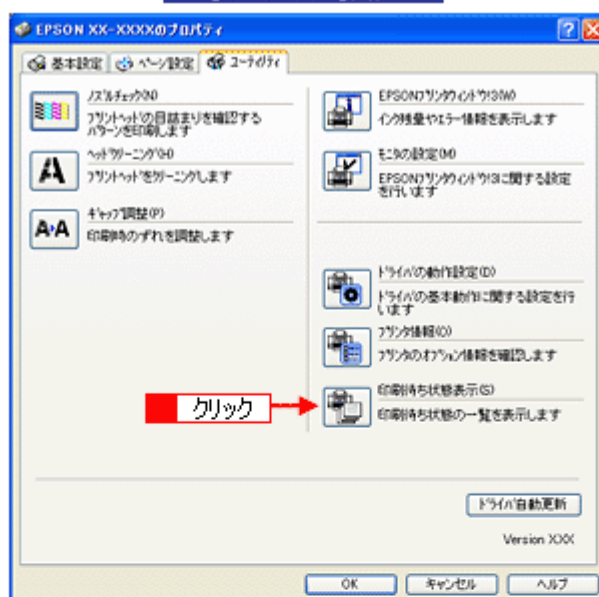 EPSON XX-XXXXのプロパティ
基本設定
ページ設定
ユーティリティ
ノズルチェック(N)
プリントヘッドの目詰まりを確認する
パターンを印刷します
ヘッドクリーニング(H)
プリントヘッドをクリーニングします
ギャップ調整(P)
印刷時のずれを調整します
EPSONプリンタウィンドウ!3(W)
インク残量やエラー情報を表示します
モニタの設定(M)
EPSONプリンタウィンドウ!3に関する設定
を行います
ドライバの動作設定(D)
ドライバの基本動作に関する設定を行
います
プリンタ情報(O)
プリンタのオプション情報を確認します
印刷待ち状態表示(S)
印刷待ち状態の一覧を表示します
クリック
ドライバ自動更新
Version X.XX
OK
キャンセル
ヘルプ